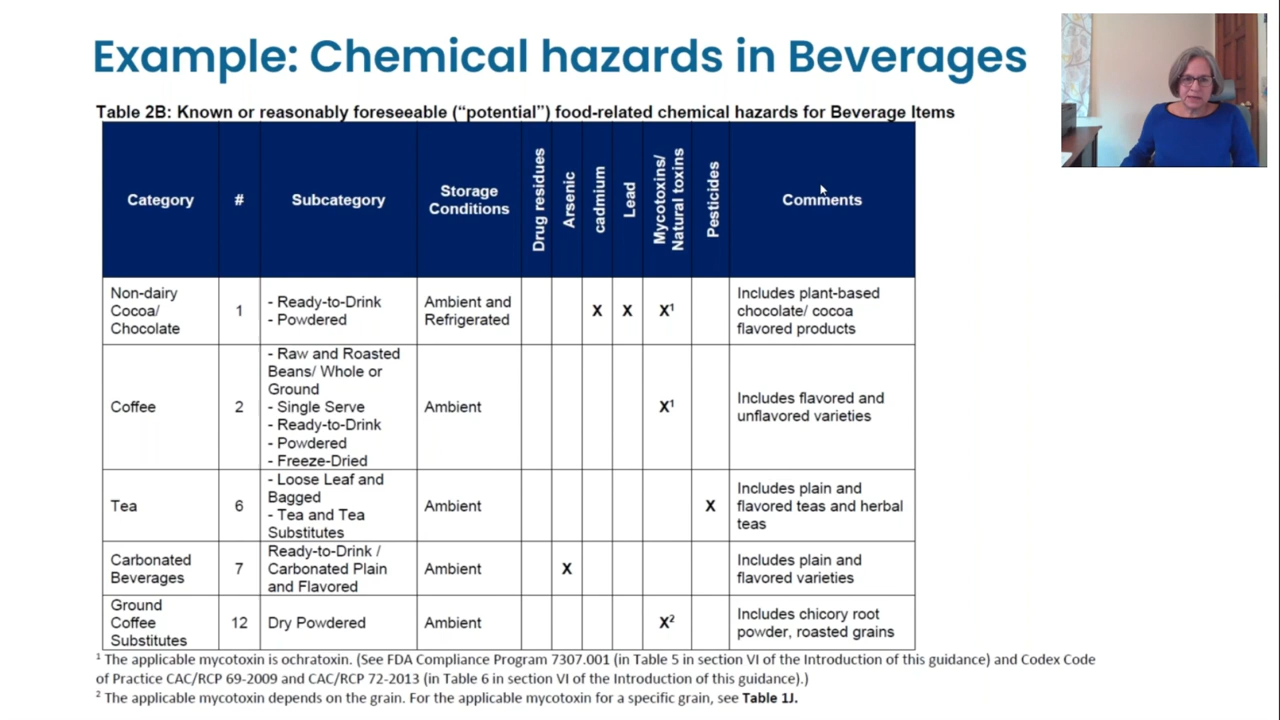 Example: Chemical hazards in Beverages
Table 2B: Known or reasonably foreseeable (“potential”) food-related chemical hazards for Beverage Items
Category
#
Subcategory
Storage
Conditions
Drug residues
Arsenic
cadmium
Lead
Mycotoxins/
Natural toxins
Pesticides
Comments
Non-dairy
Cocoa/
Chocolate
1
- Ready-to-Drink
- Powdered
Ambient and
Refrigerated
X
X
X¹
Includes plant-based
chocolate/ cocoa
flavored products
Coffee
2
- Raw and Roasted
Beans/ Whole or
Ground
- Single Serve
- Ready-to-Drink
- Powdered
- Freeze-Dried
Ambient
X¹
Includes flavored and
unflavored varieties
Tea
6
- Loose Leaf and
Bagged
- Tea and Tea
Substitutes
Ambient
X
Includes plain and
flavored teas and herbal
teas
Carbonated
Beverages
7
Ready-to-Drink /
Carbonated Plain
and Flavored
Ambient
X
Includes plain and
flavored varieties
Ground
Coffee
Substitutes
12
Dry Powdered
Ambient
X²
Includes chicory root
powder, roasted grains
¹ The applicable mycotoxin is ochratoxin. (See FDA Compliance Program 7307.001 (in Table 5 in section VI of the Introduction of this guidance) and Codex Code
of Practice CAC/RCP 69-2009 and CAC/RCP 72-2013 (in Table 6 in section VI of the Introduction of this guidance).)
² The applicable mycotoxin depends on the grain. For the applicable mycotoxin for a specific grain, see Table 1J.